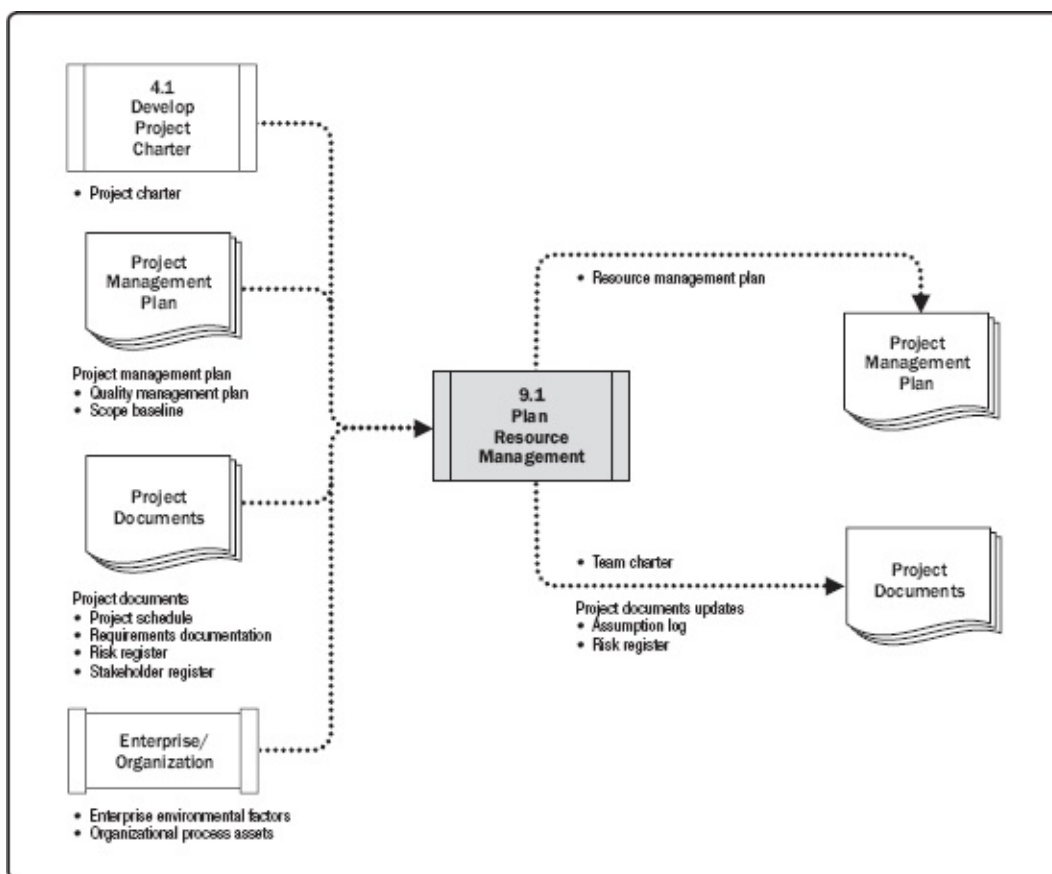 4.1
Develop
Project
Charter
• Project charter
Project
Management
Plan
Project management plan
• Quality management plan
• Scope baseline
Project
Documents
Project documents
• Project schedule
• Requirements documentation
• Risk register
• Stakeholder register
Enterprise/
Organization
• Enterprise environmental factors
• Organizational process assets
9.1
Plan
Resource
Management
• Resource management plan
Project
Management
Plan
• Team charter
Project documents updates
• Assumption log
• Risk register
Project
Documents